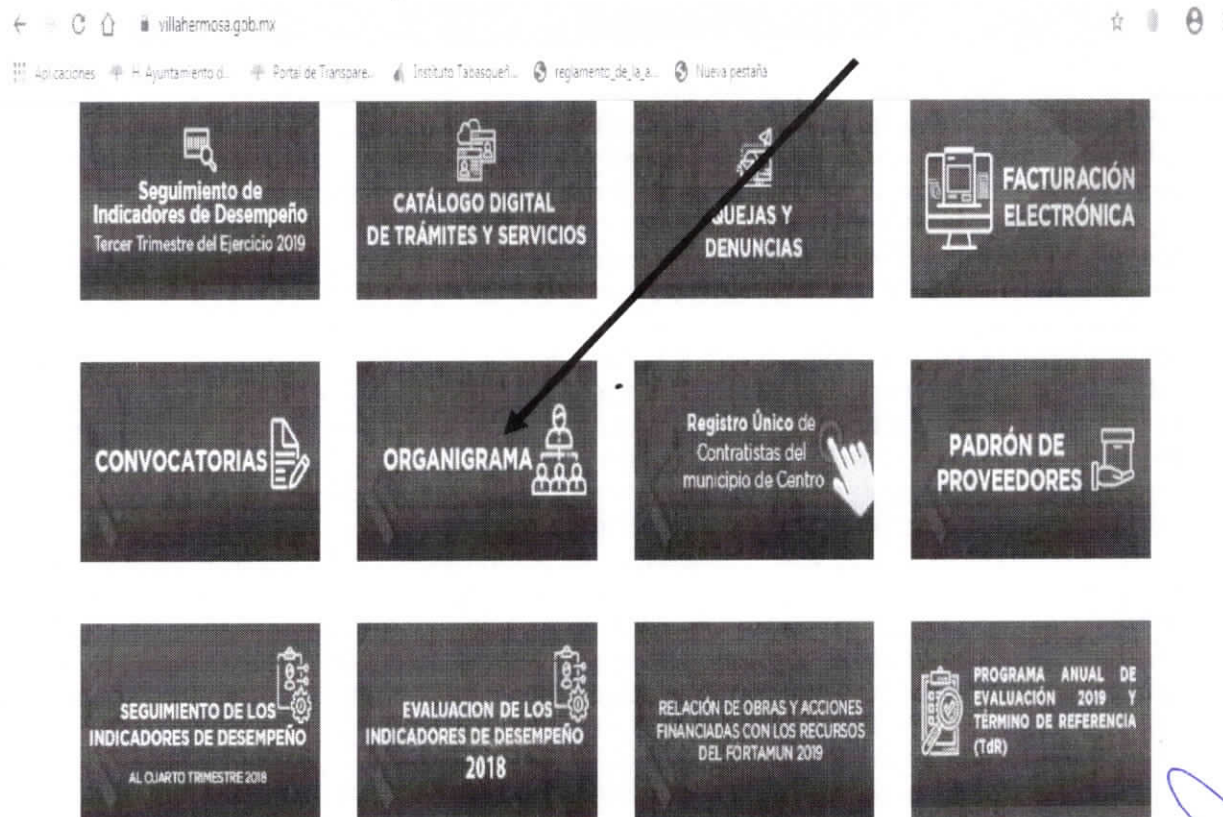 villahermosa.gob.mx
Aplicaciones H. Ayuntamiento d... Portal de Transpare... Instituto Tabasqueñ... reglamento_de_la_a... Nueva pestaña
Seguimiento de
Indicadores de Desempeño
Tercer Trimestre del Ejercicio 2019
CATÁLOGO DIGITAL
DE TRÁMITES Y SERVICIOS
QUEJAS Y
DENUNCIAS
FACTURACIÓN
ELECTRÓNICA
CONVOCATORIAS
ORGANIGRAMA
Registro Único de
Contratistas del
municipio de Centro
PADRÓN DE
PROVEEDORES
SEGUIMIENTO DE LOS
INDICADORES DE DESEMPEÑO
AL CUARTO TRIMESTRE 2018
EVALUACION DE LOS
INDICADORES DE DESEMPEÑO
2018
RELACIÓN DE OBRAS Y ACCIONES
FINANCIADAS CON LOS RECURSOS
DEL FORTAMUN 2019
PROGRAMA ANUAL DE
EVALUACIÓN 2019 Y
TÉRMINO DE REFERENCIA
(TdR)